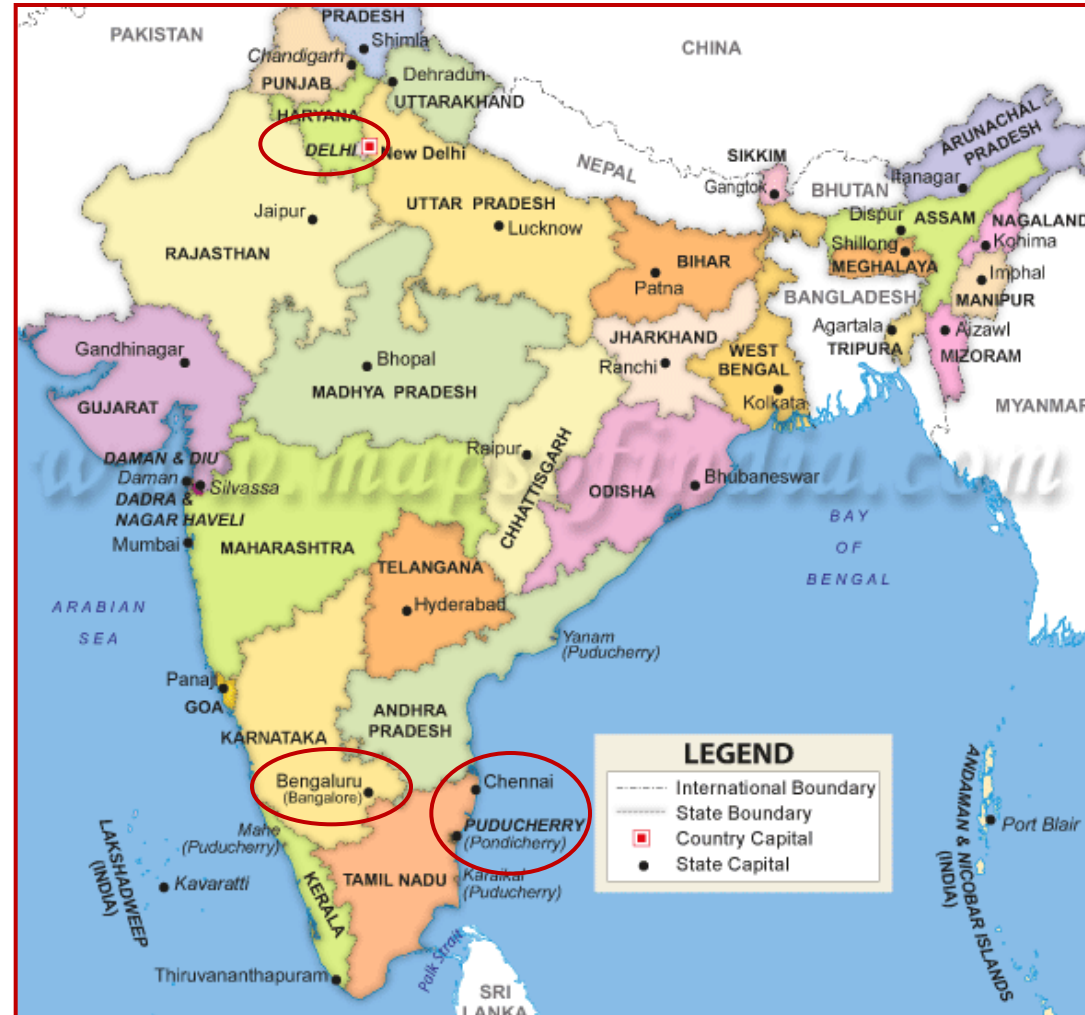 PRADESH
PAKISTAN
Shimla
CHINA
Chandigarh
Dehradun
PUNJAB
UTTARAKHAND
HARYANA
ARUNACHAL
PRADESH
DELHI
New Delhi
SIKKIM
NEPAL
Gangtok
BHUTAN
Itanagar
Jaipur
UTTAR PRADESH
Lucknow
Dispur
ASSAM
NAGALAND
RAJASTHAN
BIHAR
Shillong
Kohima
MEGHALAYA
Patna
Imphal
BANGLADESH
MANIPUR
Gandhinagar
Bhopal
JHARKHAND
Ranchi
WEST
BENGAL
Agartala
TRIPURA
Aizawl
MIZORAM
MADHYA PRADESH
GUJARAT
Kolkata
MYANMAR
Raipur
CHHATTISGARH
www.mapsofindia.com
DAMAN & DIU
Daman
Silvassa
DADRA &
NAGAR HAVELI
ODISHA
Bhubaneswar
Mumbai
MAHARASHTRA
BAY
OF
BENGAL
TELANGANA
Hyderabad
ARABIAN
SEA
Yanam
(Puducherry)
Panaji
GOA
ANDHRA
PRADESH
KARNATAKA
Bengaluru
(Bangalore)
Chennai
LEGEND
International Boundary
State Boundary
Country Capital
State Capital
Mahe
(Puducherry)
PUDUCHERRY
(Pondicherry)
Karaikal
(Puducherry)
LAKSHADWEEP
(INDIA)
Kavaratti
KERALA
TAMIL NADU
ANDAMAN & NICOBAR ISLANDS
(INDIA)
Port Blair
Thiruvananthapuram
Palk Strait
SRI
LANKA